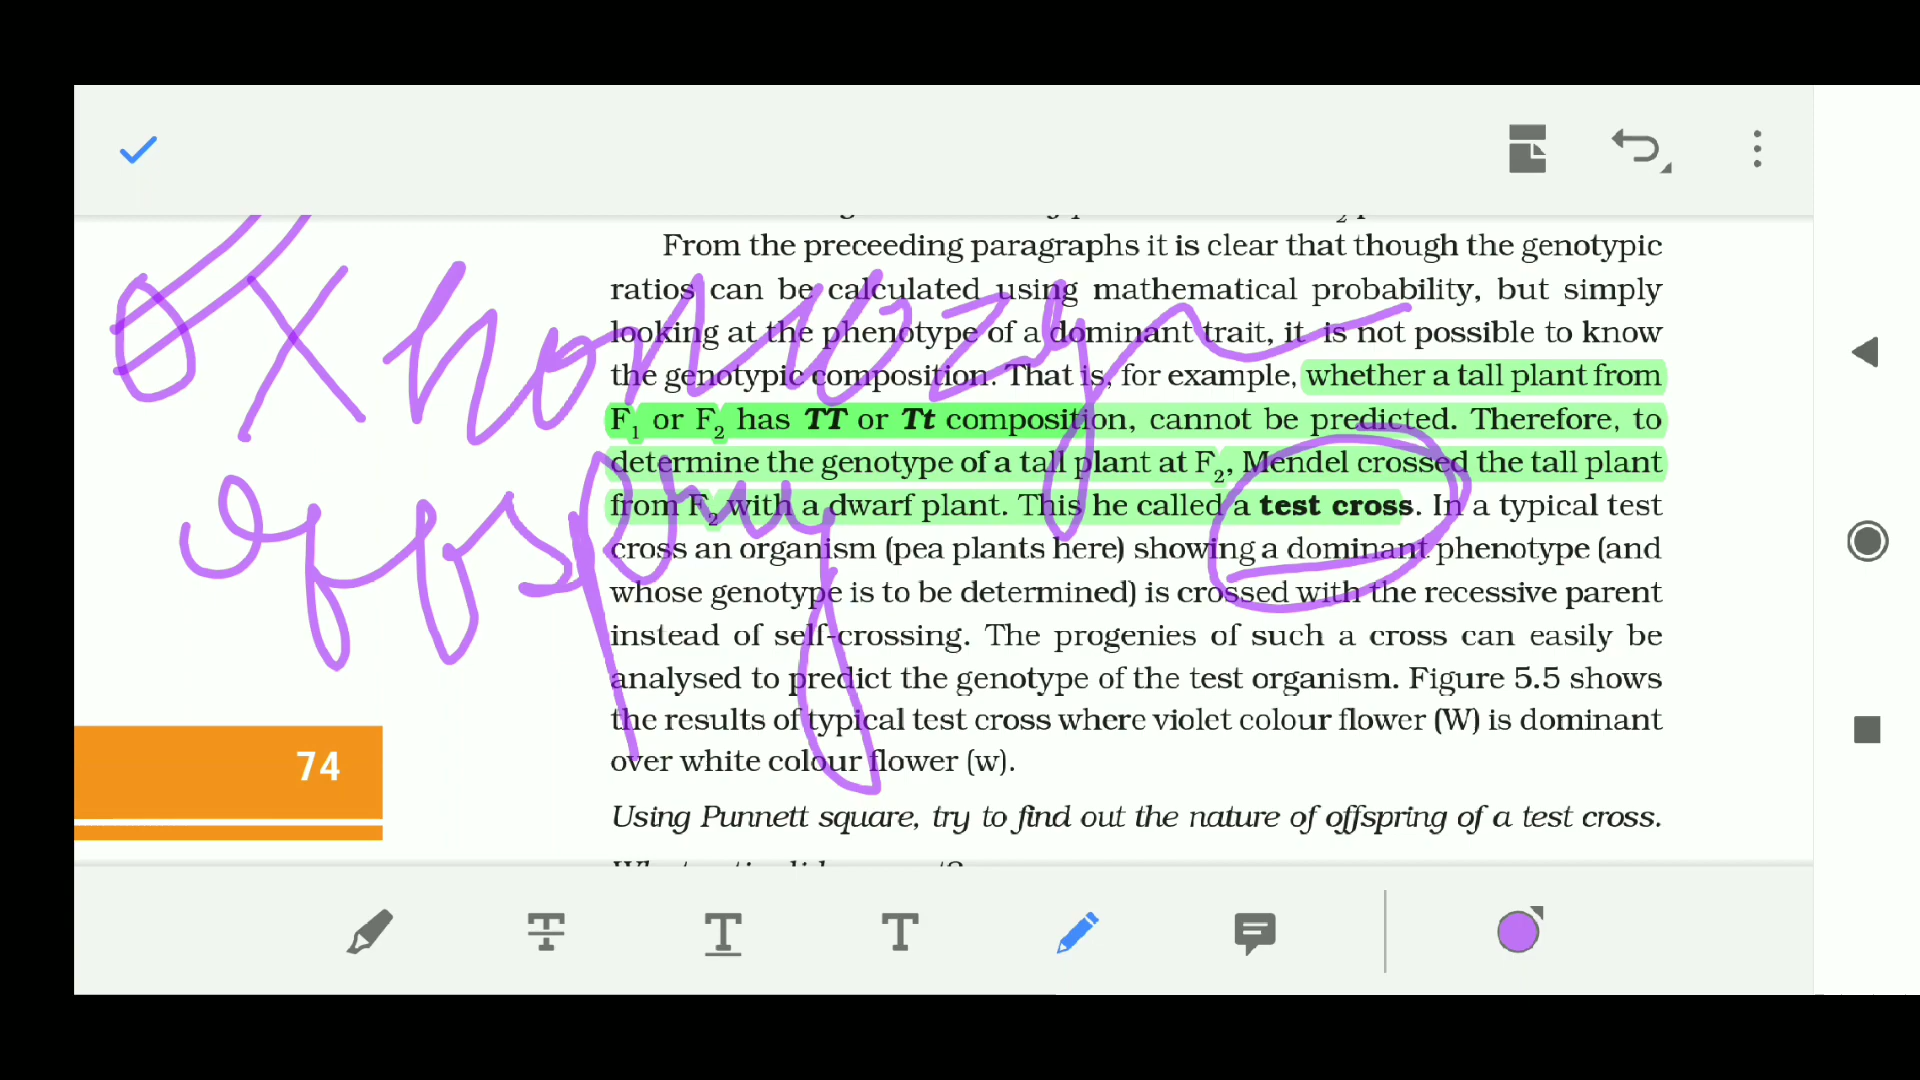 From the preceeding paragraphs it is clear that though the genotypic
ratios can be calculated using mathematical probability, but simply
looking at the phenotype of a dominant trait, it is not possible to know
the genotypic composition. That is, for example, whether a tall plant from
F1 or F2 has TT or Tt composition, cannot be predicted. Therefore, to
determine the genotype of a tall plant at F2, Mendel crossed the tall plant
from F2 with a dwarf plant. This he called a test cross. In a typical test
cross an organism (pea plants here) showing a dominant phenotype (and
whose genotype is to be determined) is crossed with the recessive parent
instead of self-crossing. The progenies of such a cross can easily be
analysed to predict the genotype of the test organism. Figure 5.5 shows
the results of typical test cross where violet colour flower (W) is dominant
over white colour flower (w).
Using Punnett square, try to find out the nature of offspring of a test cross.
74